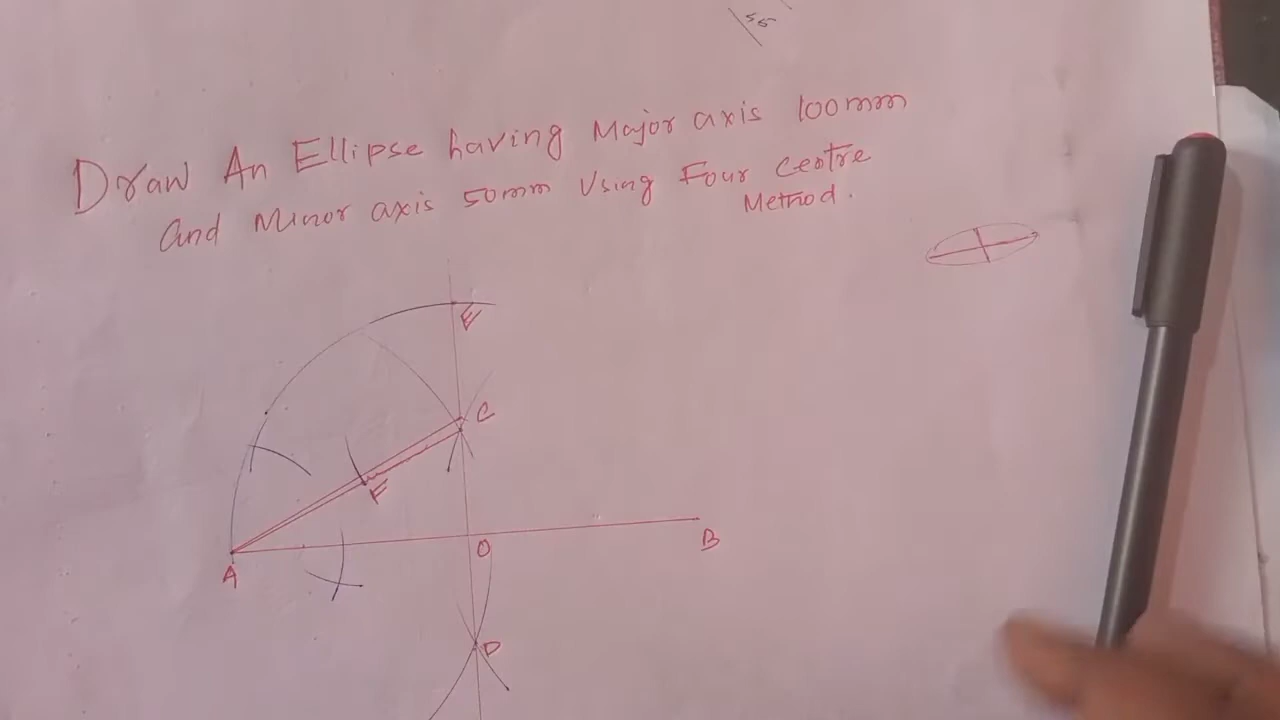 Draw An Ellipse having Major axis 100mm
and Minor axis 50mm Using Four Centre
Method.
E
C
F
O
B
A
D